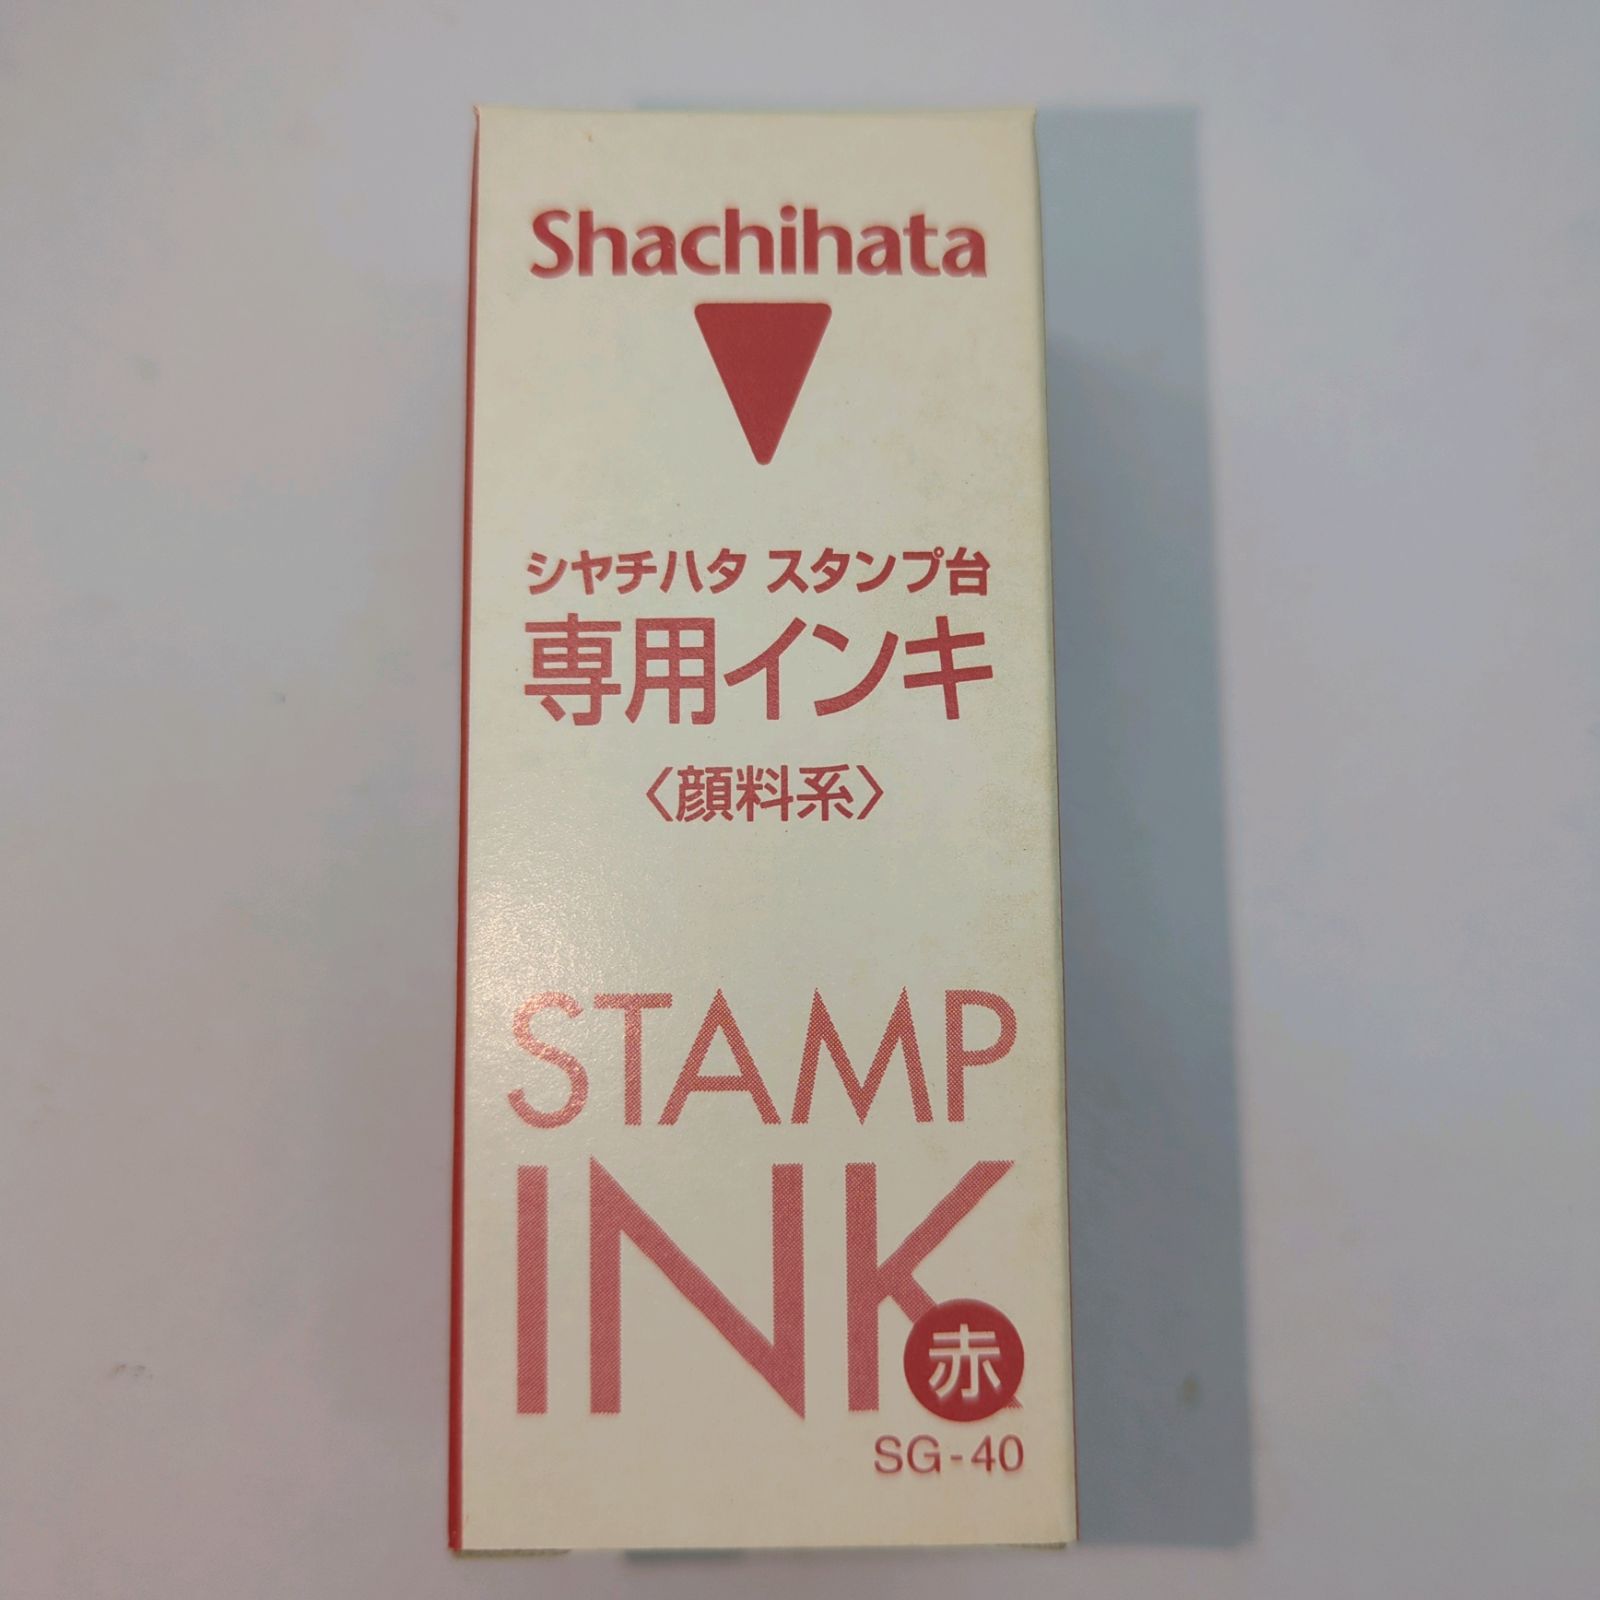 Shachihata
シヤチハタ スタンプ台
専用インキ
〈顔料系〉
STAMP
INK
赤
SG-40